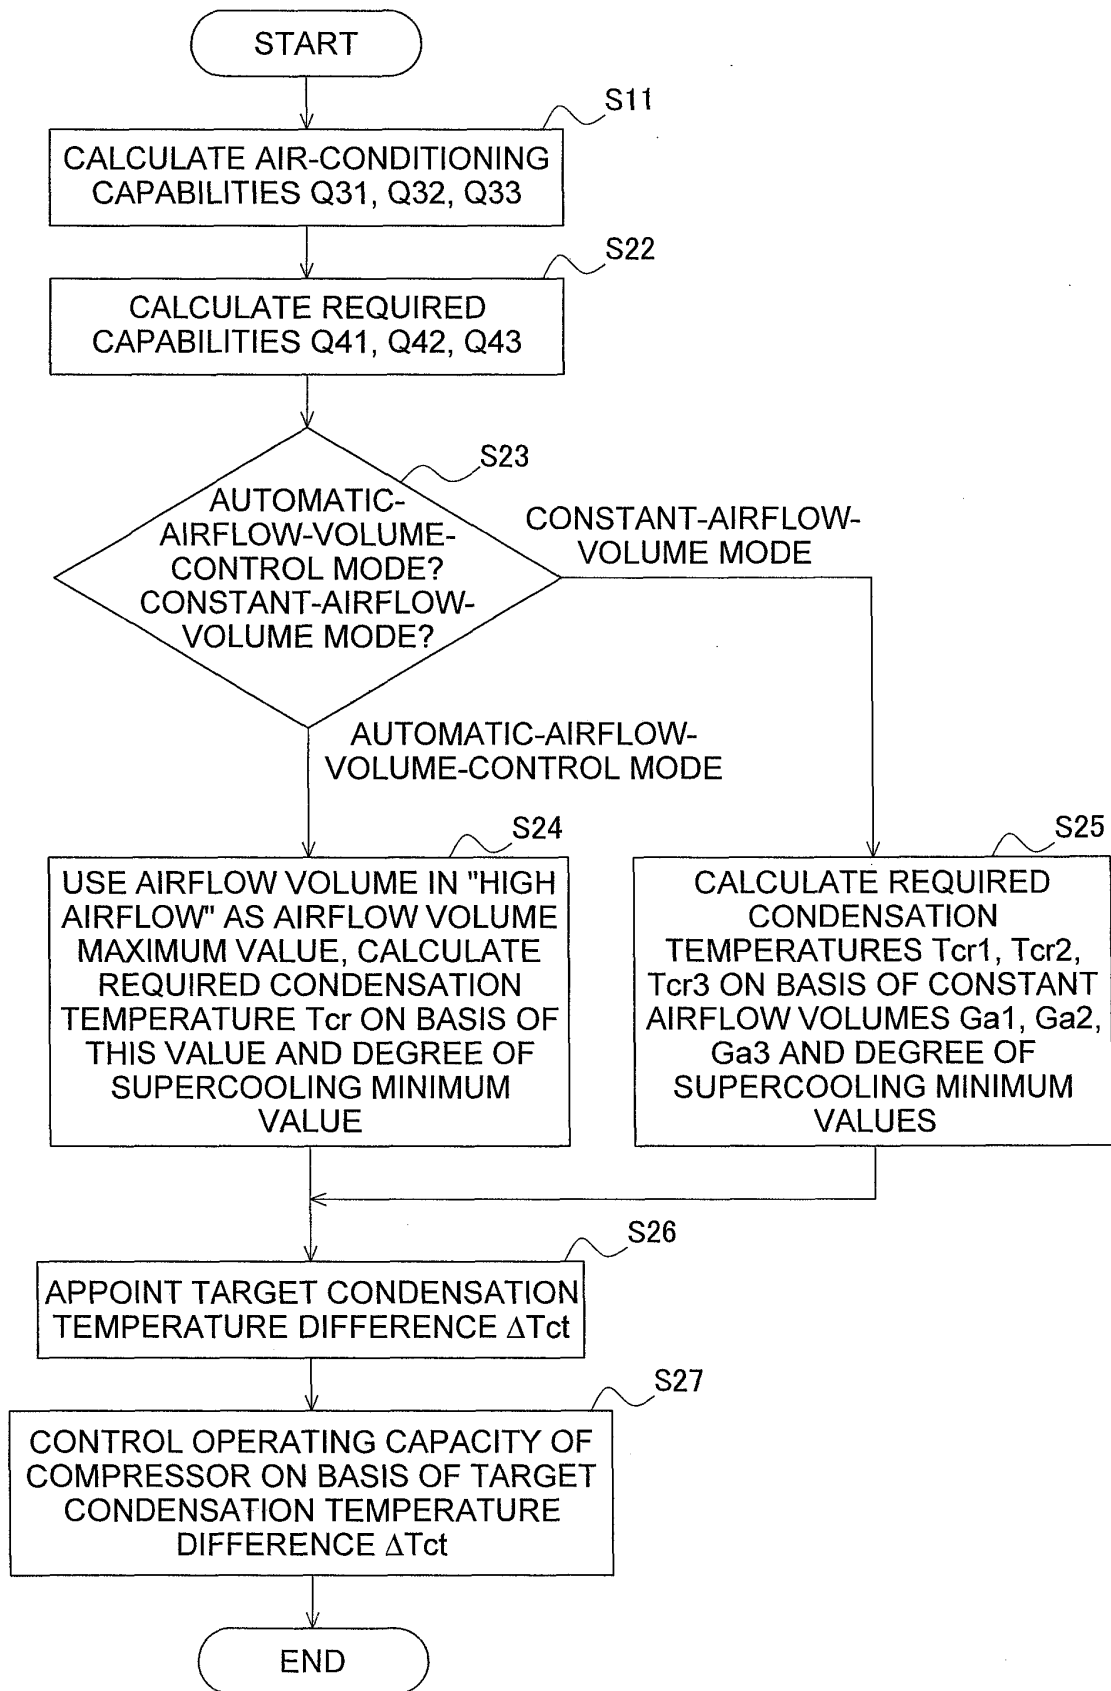 START
S11
CALCULATE AIR-CONDITIONING
CAPABILITIES Q31, Q32, Q33
S22
CALCULATE REQUIRED
CAPABILITIES Q41, Q42, Q43
S23
AUTOMATIC-
AIRFLOW-VOLUME-
CONTROL MODE?
CONSTANT-AIRFLOW-
VOLUME MODE?
CONSTANT-AIRFLOW-
VOLUME MODE
AUTOMATIC-AIRFLOW-
VOLUME-CONTROL MODE
S24
USE AIRFLOW VOLUME IN "HIGH
AIRFLOW" AS AIRFLOW VOLUME
MAXIMUM VALUE, CALCULATE
REQUIRED CONDENSATION
TEMPERATURE Tcr ON BASIS OF
THIS VALUE AND DEGREE OF
SUPERCOOLING MINIMUM
VALUE
S25
CALCULATE REQUIRED
CONDENSATION
TEMPERATURES Tcr1, Tcr2,
Tcr3 ON BASIS OF CONSTANT
AIRFLOW VOLUMES Ga1, Ga2,
Ga3 AND DEGREE OF
SUPERCOOLING MINIMUM
VALUES
S26
APPOINT TARGET CONDENSATION
TEMPERATURE DIFFERENCE ΔTct
S27
CONTROL OPERATING CAPACITY OF
COMPRESSOR ON BASIS OF TARGET
CONDENSATION TEMPERATURE
DIFFERENCE ΔTct
END